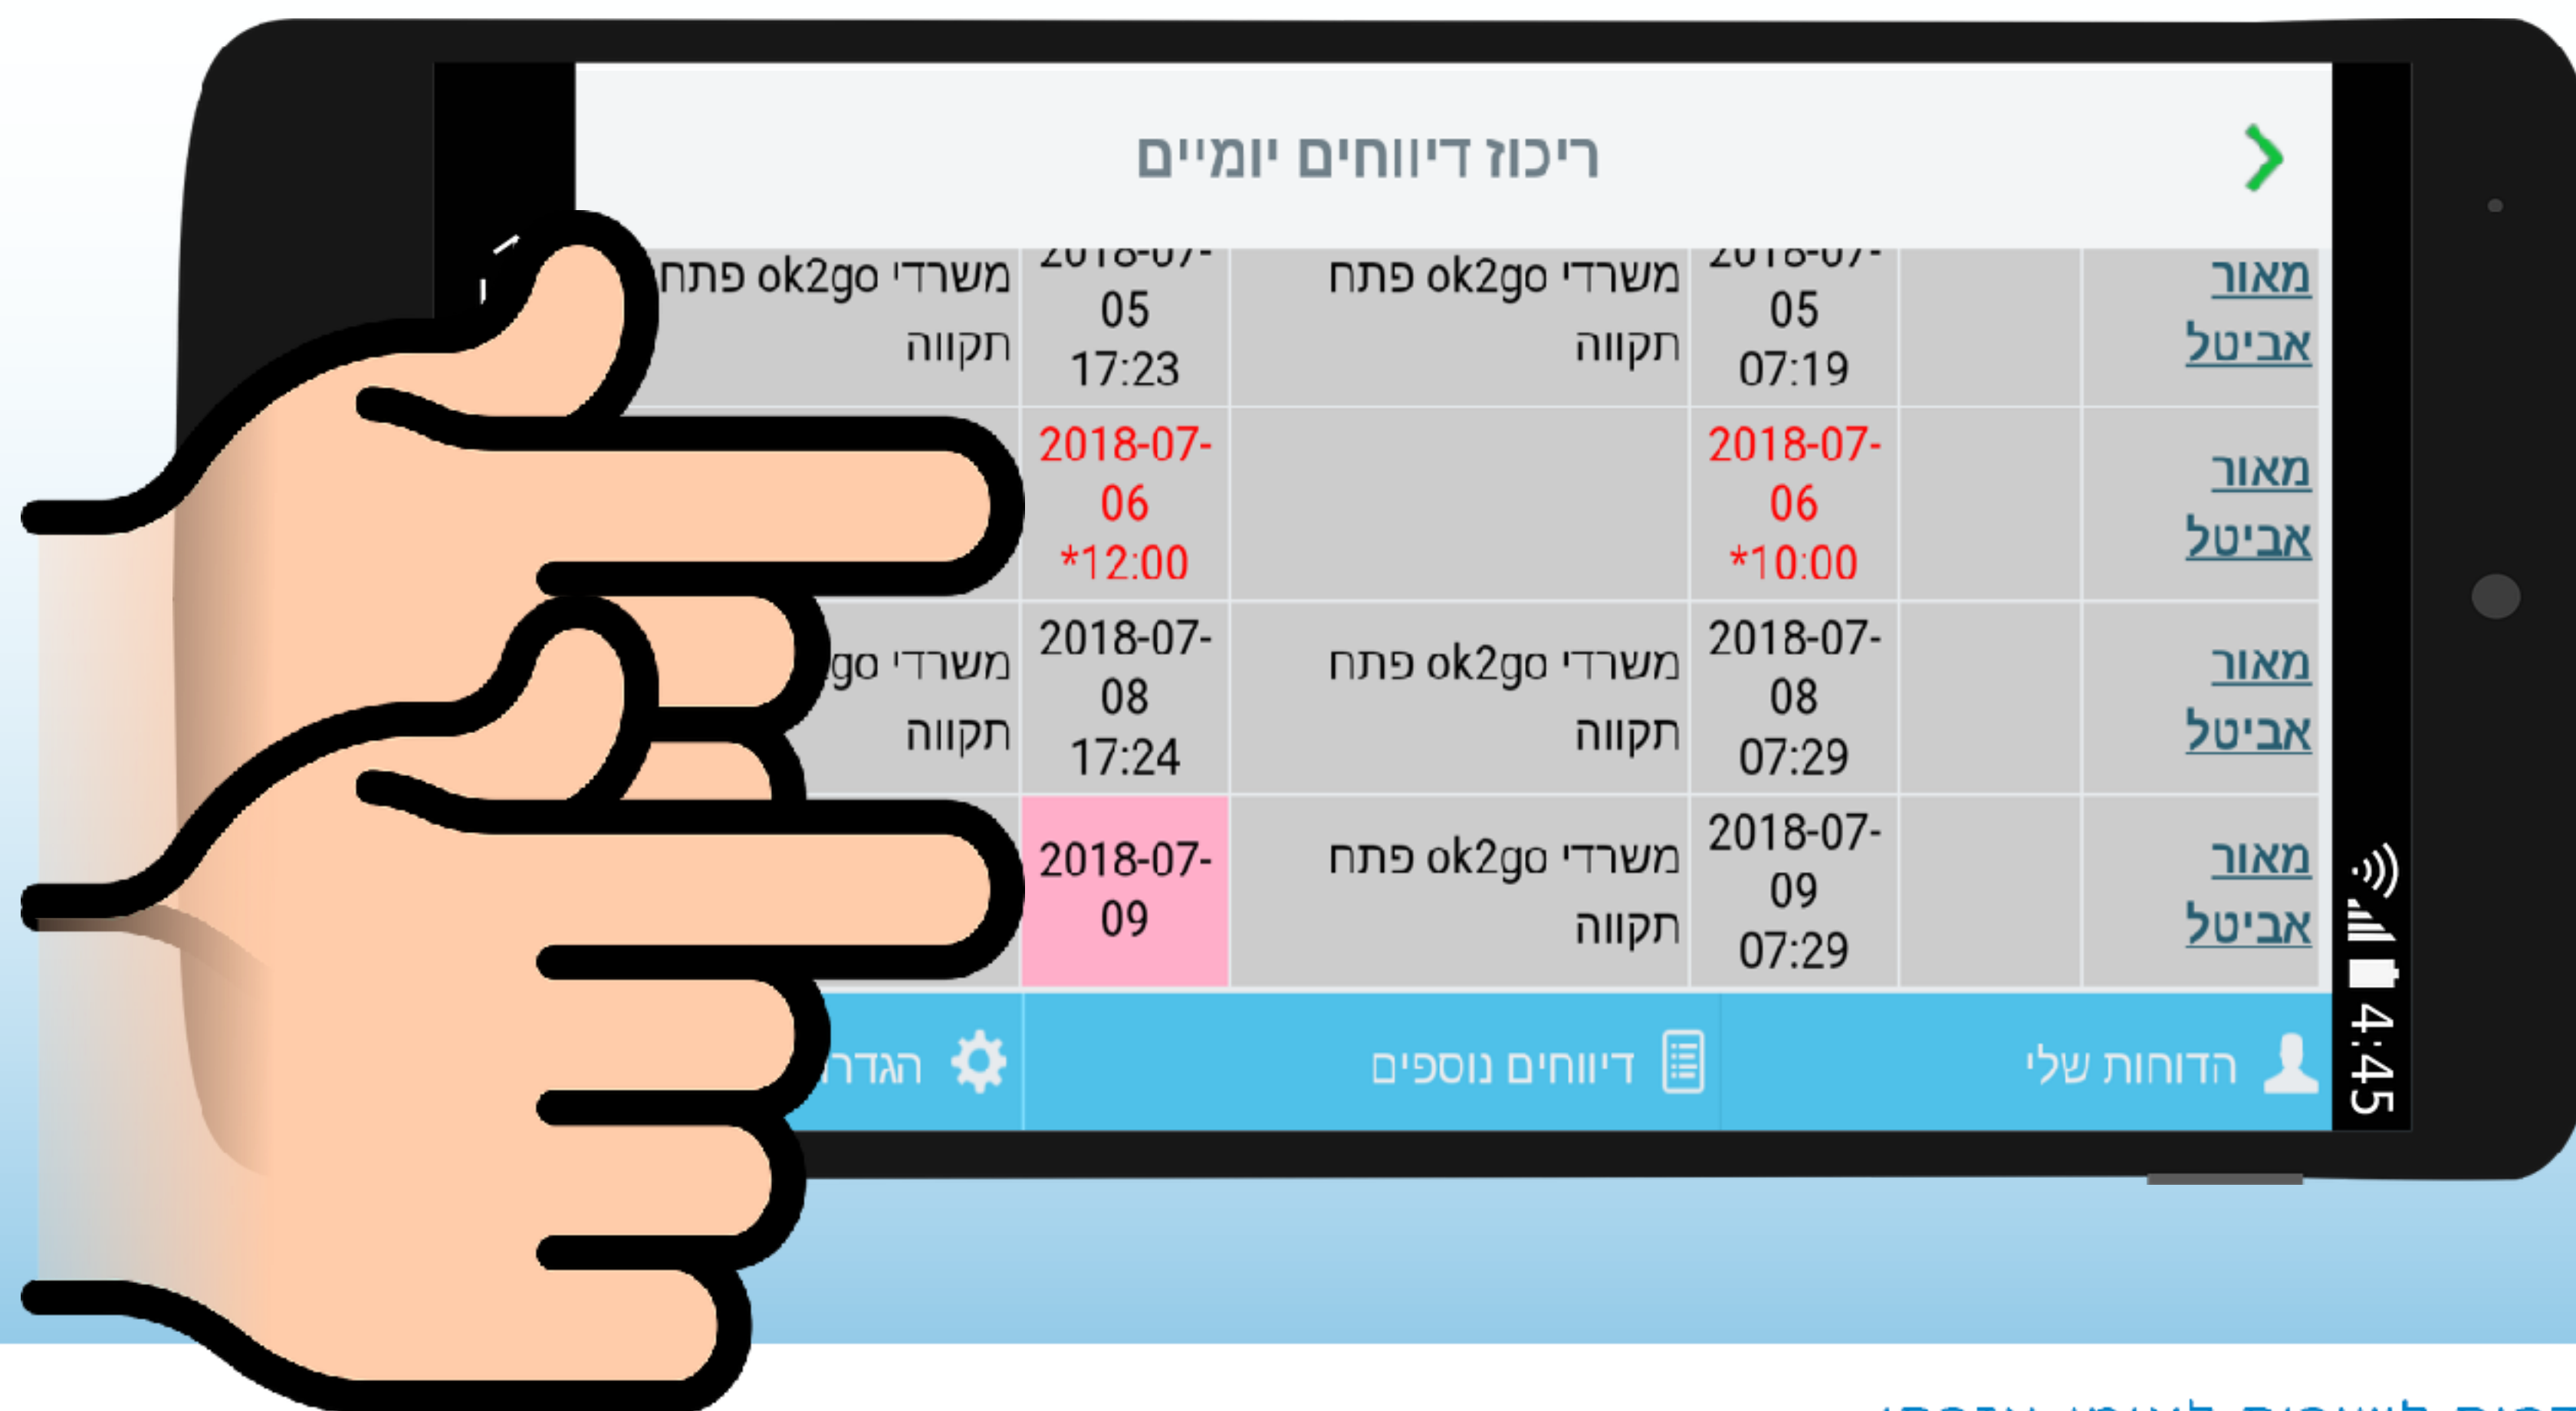 ריכוז דיווחים יומיים
מאור
אביטל
2018-07-
05
07:19
משרדי ok2go פתח
תקווה
2018-07-
05
17:23
משרדי ok2go פתח
תקווה
מאור
אביטל
2018-07-
06
*10:00
2018-07-
06
*12:00
מאור
אביטל
2018-07-
08
07:29
משרדי ok2go פתח
תקווה
2018-07-
08
17:24
משרדי
תקווה
מאור
אביטל
2018-07-
09
07:29
משרדי ok2go פתח
תקווה
2018-07-
09
הדוחות שלי
דיווחים נוספים
4:45